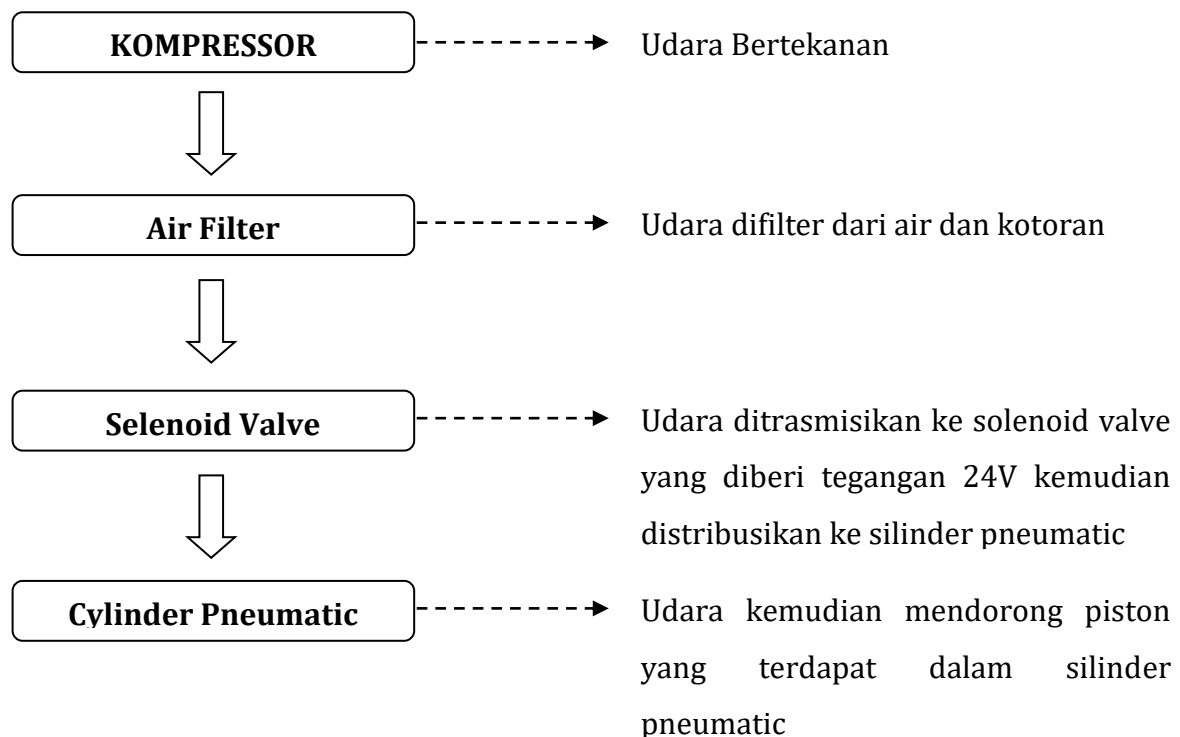 KOMPRESSOR
Udara Bertekanan
Air Filter
Udara difilter dari air dan kotoran
Selenoid Valve
Udara ditrasmisikan ke solenoid valve
yang diberi tegangan 24V kemudian
distribusikan ke silinder pneumatic
Cylinder Pneumatic
Udara kemudian mendorong piston
yang terdapat dalam silinder
pneumatic